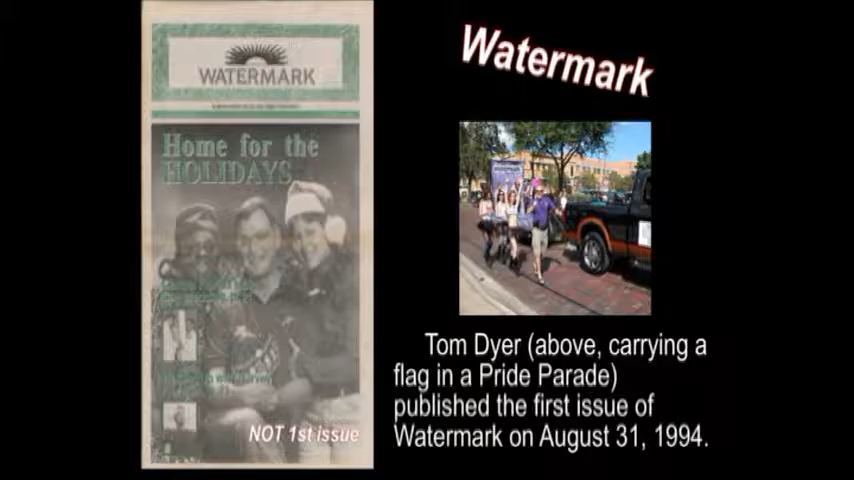 WATERMARK
Home for the
HOLIDAYS
NOT 1st issue
Watermark
Tom Dyer (above, carrying a
flag in a Pride Parade)
published the first issue of
Watermark on August 31, 1994.